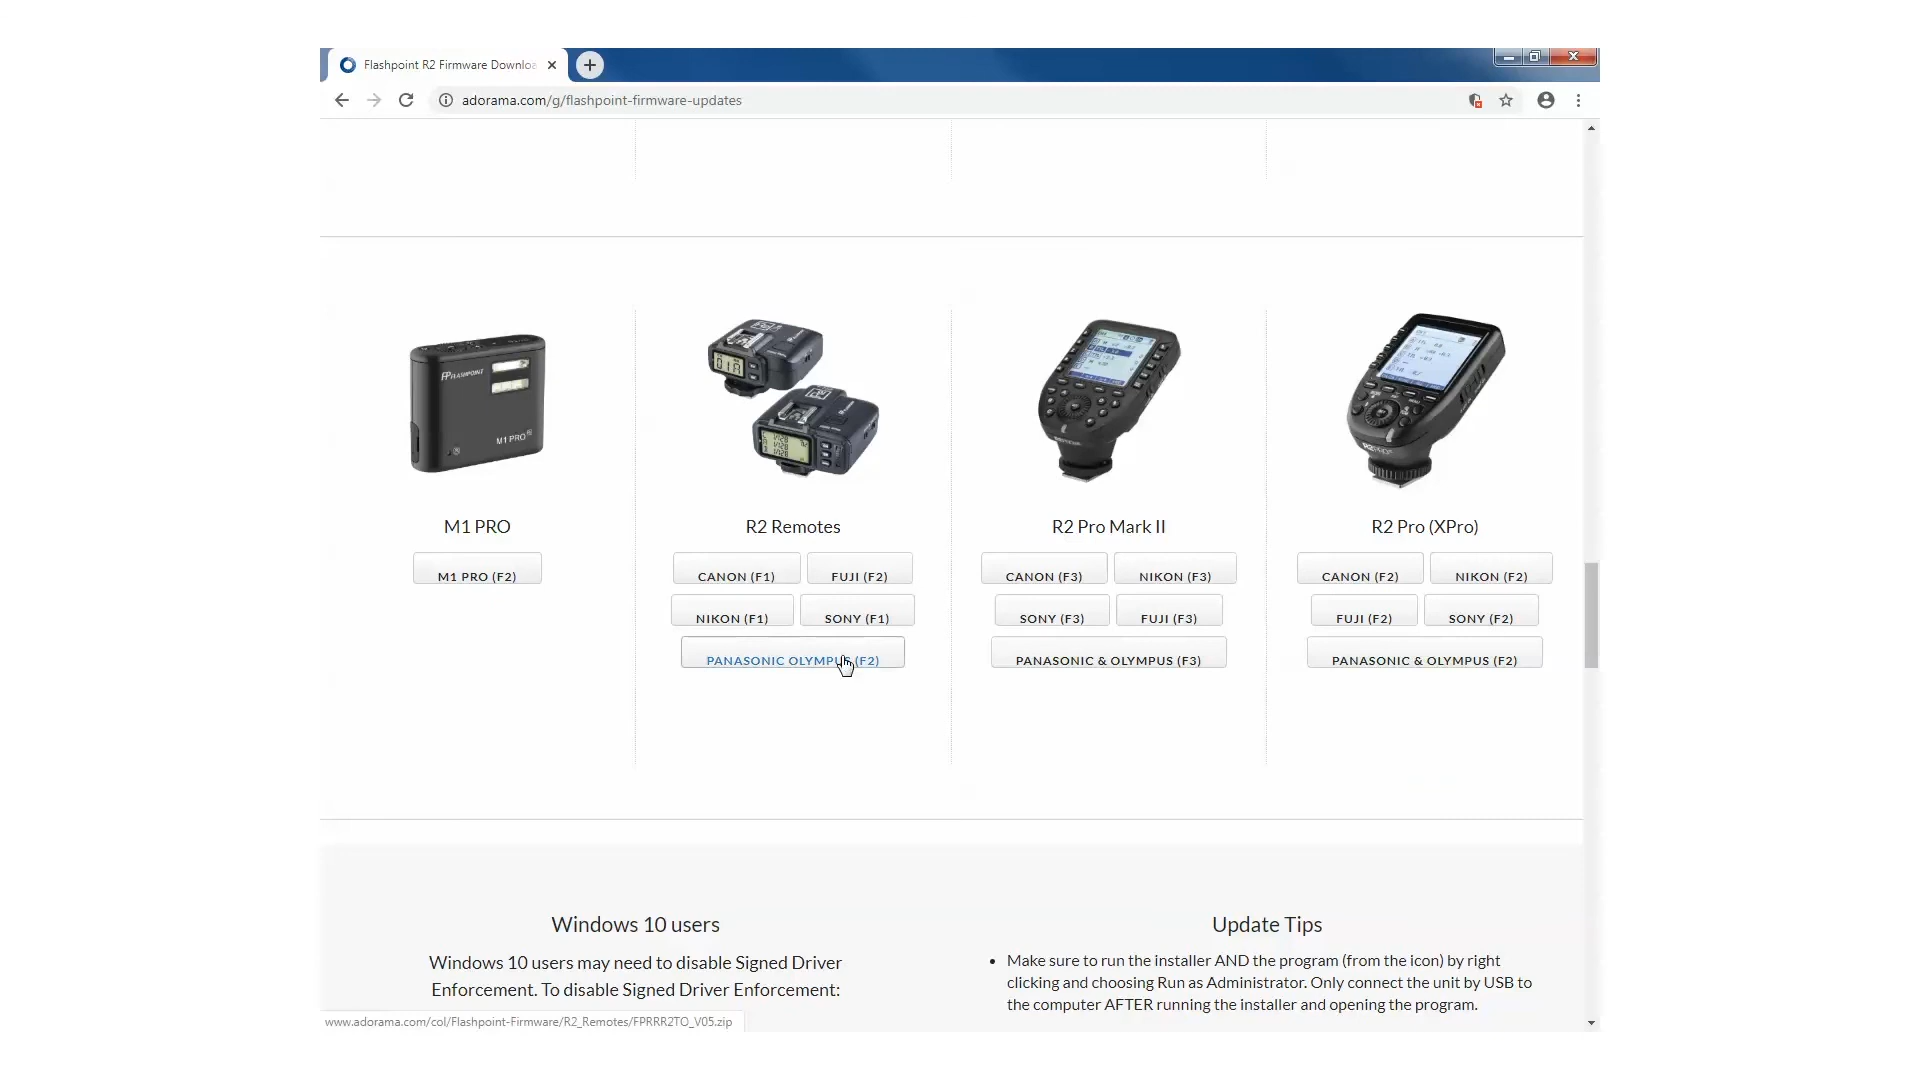 Flashpoint R2 Firmware Downloa
adorama.com/g/flashpoint-firmware-updates
FLASHPOINT
M1 PRO
M1 PRO
R2 Remotes
R2 Pro Mark II
R2 Pro (XPro)
M1 PRO (F2)
CANON (F1)
FUJI (F2)
CANON (F3)
NIKON (F3)
CANON (F2)
NIKON (F2)
NIKON (F1)
SONY (F1)
SONY (F3)
FUJI (F3)
FUJI (F2)
SONY (F2)
PANASONIC OLYMPUS (F2)
PANASONIC & OLYMPUS (F3)
PANASONIC & OLYMPUS (F2)
Windows 10 users
Windows 10 users may need to disable Signed Driver
Enforcement. To disable Signed Driver Enforcement:
Update Tips
• Make sure to run the installer AND the program (from the icon) by right
clicking and choosing Run as Administrator. Only connect the unit by USB to
the computer AFTER running the installer and opening the program.
www.adorama.com/col/Flashpoint-Firmware/R2_Remotes/FPRRR2TO_V05.zip